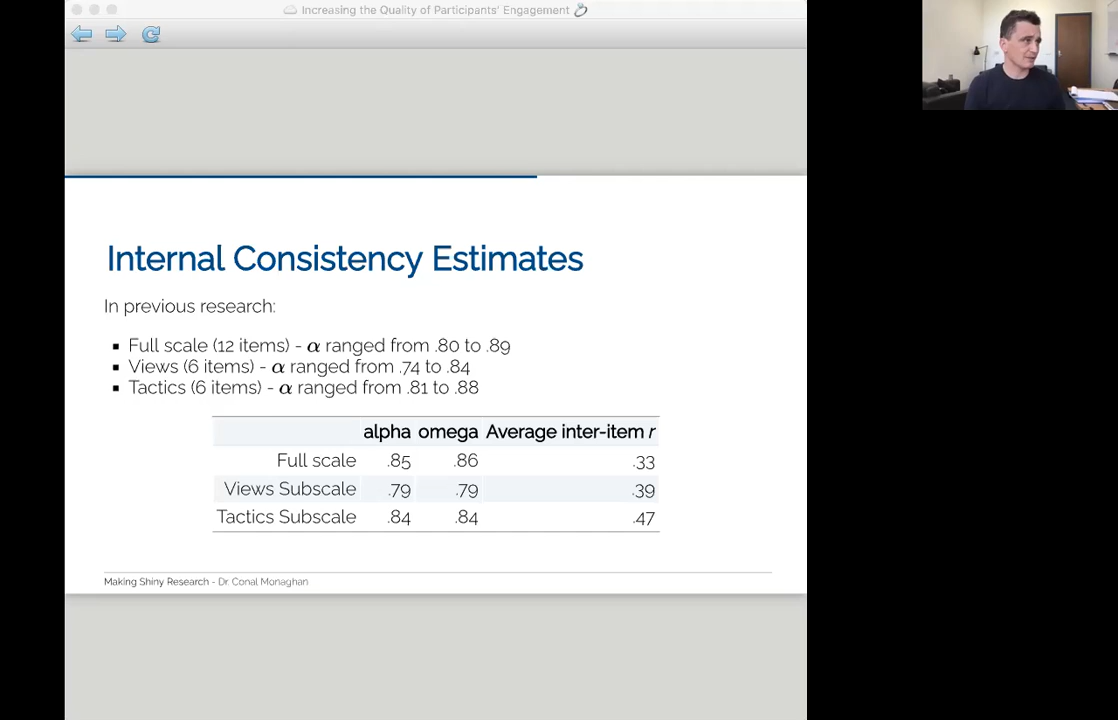 Increasing the Quality of Participants' Engagement
Internal Consistency Estimates
In previous research:
▪ Full scale (12 items) - α ranged from .80 to .89
▪ Views (6 items) - α ranged from .74 to .84
▪ Tactics (6 items) - α ranged from .81 to .88
alpha omega Average inter-item r
Full scale .85 .86 .33
Views Subscale .79 .79 .39
Tactics Subscale .84 .84 .47
Making Shiny Research - Dr. Conal Monaghan